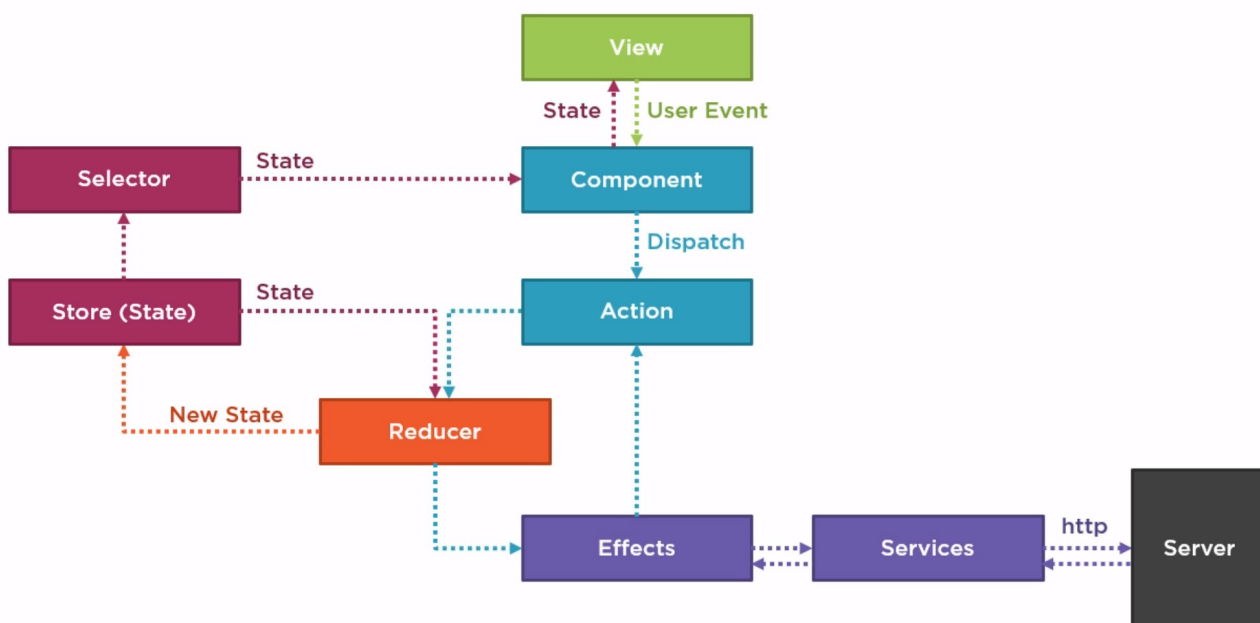 View
State
User Event
Selector
State
Component
Dispatch
Store (State)
State
Action
New State
Reducer
Effects
Services
http
Server